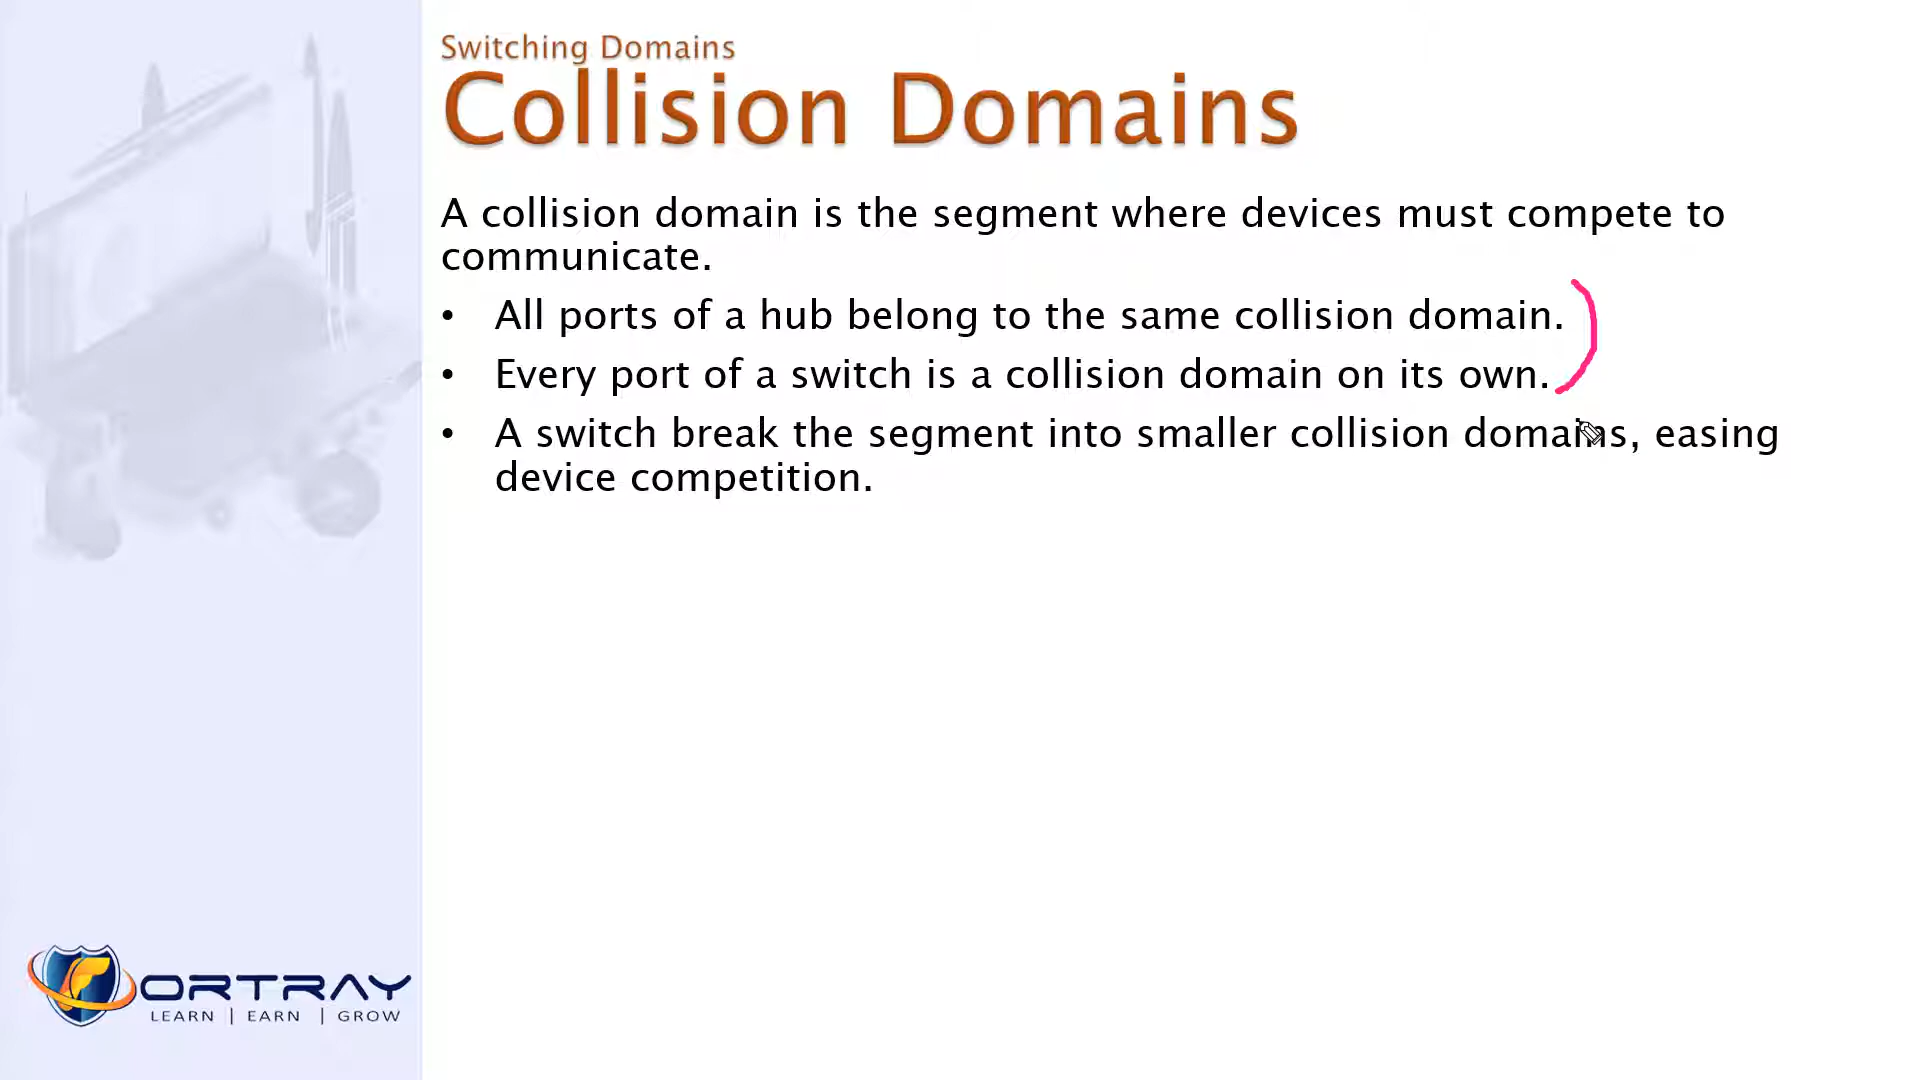 Switching Domains
Collision Domains
A collision domain is the segment where devices must compete to
communicate.
• All ports of a hub belong to the same collision domain.
• Every port of a switch is a collision domain on its own.
• A switch break the segment into smaller collision domains, easing
device competition.
ORTRAY
LEARN | EARN | GROW